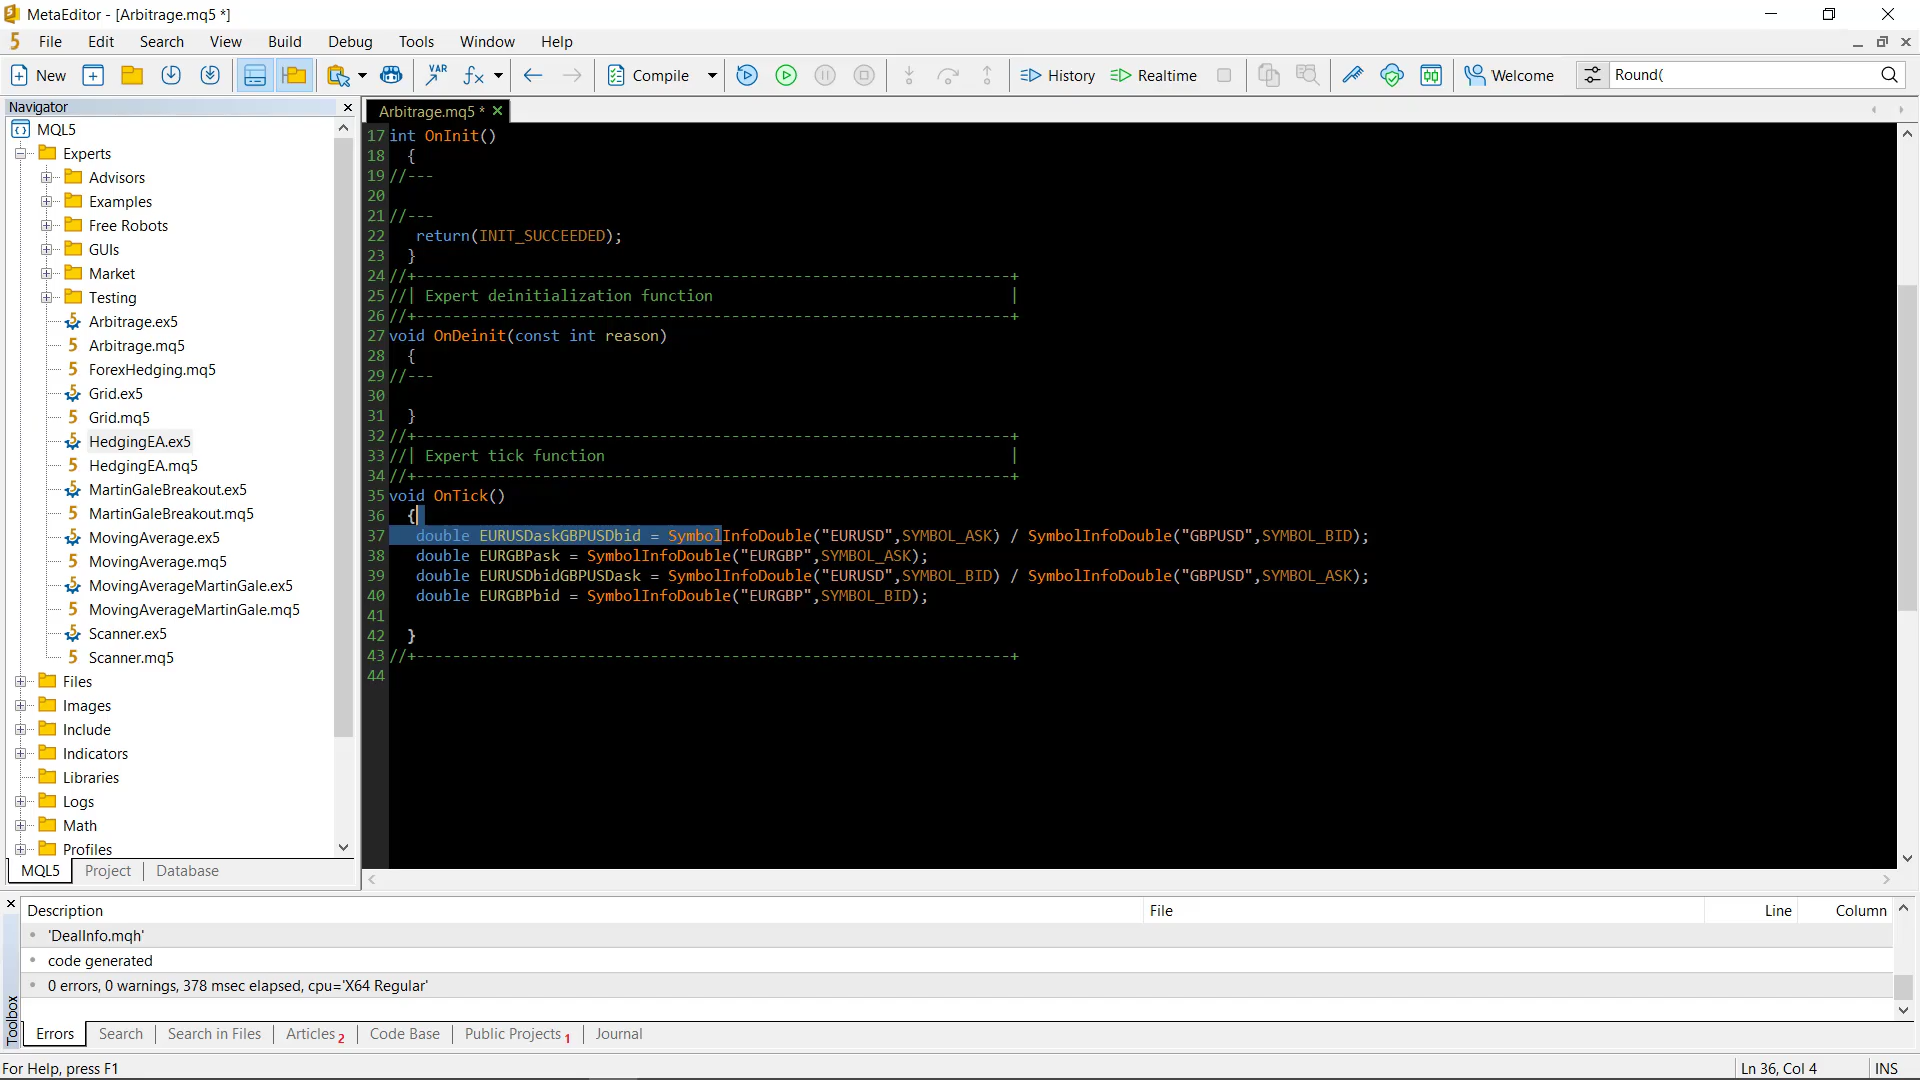 MetaEditor - [Arbitrage.mq5 *]
File Edit Search View Build Debug Tools Window Help
New Compile History Realtime Welcome Round(
Navigator
MQL5
Experts
Advisors
Examples
Free Robots
GUIs
Market
Testing
Arbitrage.ex5
Arbitrage.mq5
ForexHedging.mq5
Grid.ex5
Grid.mq5
HedgingEA.ex5
HedgingEA.mq5
MartinGaleBreakout.ex5
MartinGaleBreakout.mq5
MovingAverage.ex5
MovingAverage.mq5
MovingAverageMartinGale.ex5
MovingAverageMartinGale.mq5
Scanner.ex5
Scanner.mq5
Files
Images
Include
Indicators
Libraries
Logs
Math
Profiles
MQL5 Project Database
Arbitrage.mq5 *
17 int OnInit()
18 {
19 //---
20
21 //---
22 return(INIT_SUCCEEDED);
23 }
24 //+------------------------------------------------------------------+
25 //| Expert deinitialization function |
26 //+------------------------------------------------------------------+
27 void OnDeinit(const int reason)
28 {
29 //---
30
31 }
32 //+------------------------------------------------------------------+
33 //| Expert tick function |
34 //+------------------------------------------------------------------+
35 void OnTick()
36 {
37 double EURUSDaskGBPUSDbid = SymbolInfoDouble("EURUSD",SYMBOL_ASK) / SymbolInfoDouble("GBPUSD",SYMBOL_BID);
38 double EURGBPask = SymbolInfoDouble("EURGBP",SYMBOL_ASK);
39 double EURUSDbidGBPUSDask = SymbolInfoDouble("EURUSD",SYMBOL_BID) / SymbolInfoDouble("GBPUSD",SYMBOL_ASK);
40 double EURGBPbid = SymbolInfoDouble("EURGBP",SYMBOL_BID);
41
42 }
43 //+------------------------------------------------------------------+
44
Description File Line Column
'DealInfo.mqh'
code generated
0 errors, 0 warnings, 378 msec elapsed, cpu='X64 Regular'
Toolbox
Errors Search Search in Files Articles 2 Code Base Public Projects 1 Journal
For Help, press F1 Ln 36, Col 4 INS